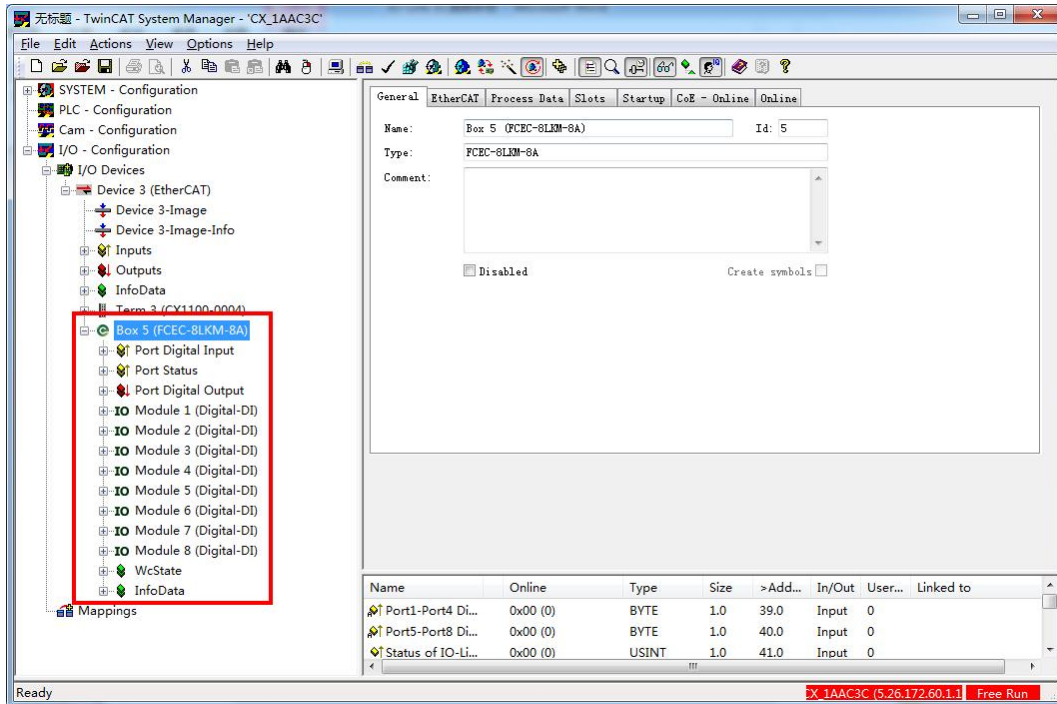 无标题 - TwinCAT System Manager - 'CX_1AAC3C'
File Edit Actions View Options Help
SYSTEM - Configuration
PLC - Configuration
Cam - Configuration
I/O - Configuration
I/O Devices
Device 3 (EtherCAT)
Device 3-Image
Device 3-Image-Info
Inputs
Outputs
InfoData
Term 3 (CX1100-0004)
Box 5 (FCEC-8LKM-8A)
Port Digital Input
Port Status
Port Digital Output
IO Module 1 (Digital-DI)
IO Module 2 (Digital-DI)
IO Module 3 (Digital-DI)
IO Module 4 (Digital-DI)
IO Module 5 (Digital-DI)
IO Module 6 (Digital-DI)
IO Module 7 (Digital-DI)
IO Module 8 (Digital-DI)
WcState
InfoData
Mappings
General EtherCAT Process Data Slots Startup CoE - Online Online
Name: Box 5 (FCEC-8LKM-8A) Id: 5
Type: FCEC-8LKM-8A
Comment:
Disabled Create symbols
Name Online Type Size >Add... In/Out User... Linked to
Port1-Port4 Di... 0x00 (0) BYTE 1.0 39.0 Input 0
Port5-Port8 Di... 0x00 (0) BYTE 1.0 40.0 Input 0
Status of IO-Li... 0x00 (0) USINT 1.0 41.0 Input 0
Ready CX_1AAC3C (5.26.172.60.1.1 Free Run